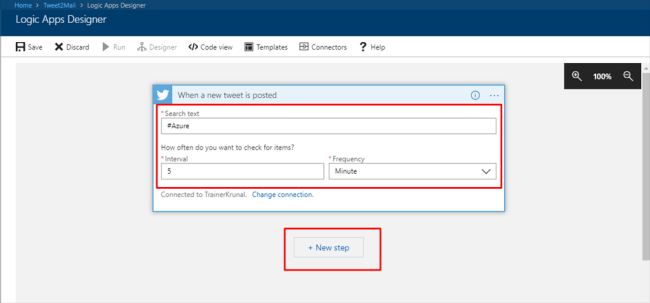 Home > Tweet2Mail > Logic Apps Designer
Logic Apps Designer
Save Discard Run Designer Code view Templates Connectors ? Help
When a new tweet is posted
100%
* Search text
#Azure
How often do you want to check for items?
* Interval * Frequency
5 Minute
Connected to TrainerKrunal. Change connection.
+ New step